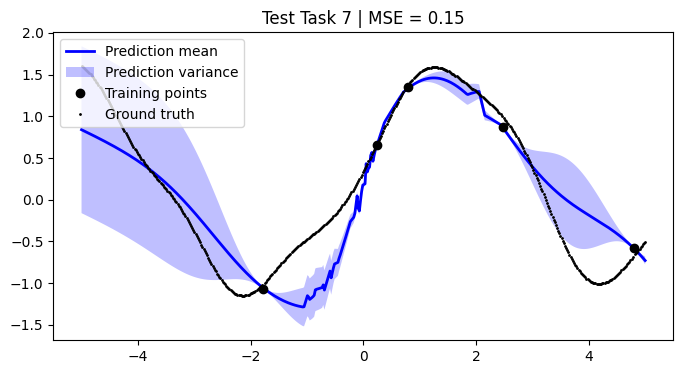 Test Task 7 | MSE = 0.15
Prediction mean
Prediction variance
Training points
Ground truth
2.0
1.5
1.0
0.5
0.0
−0.5
−1.0
−1.5
−4
−2
0
2
4